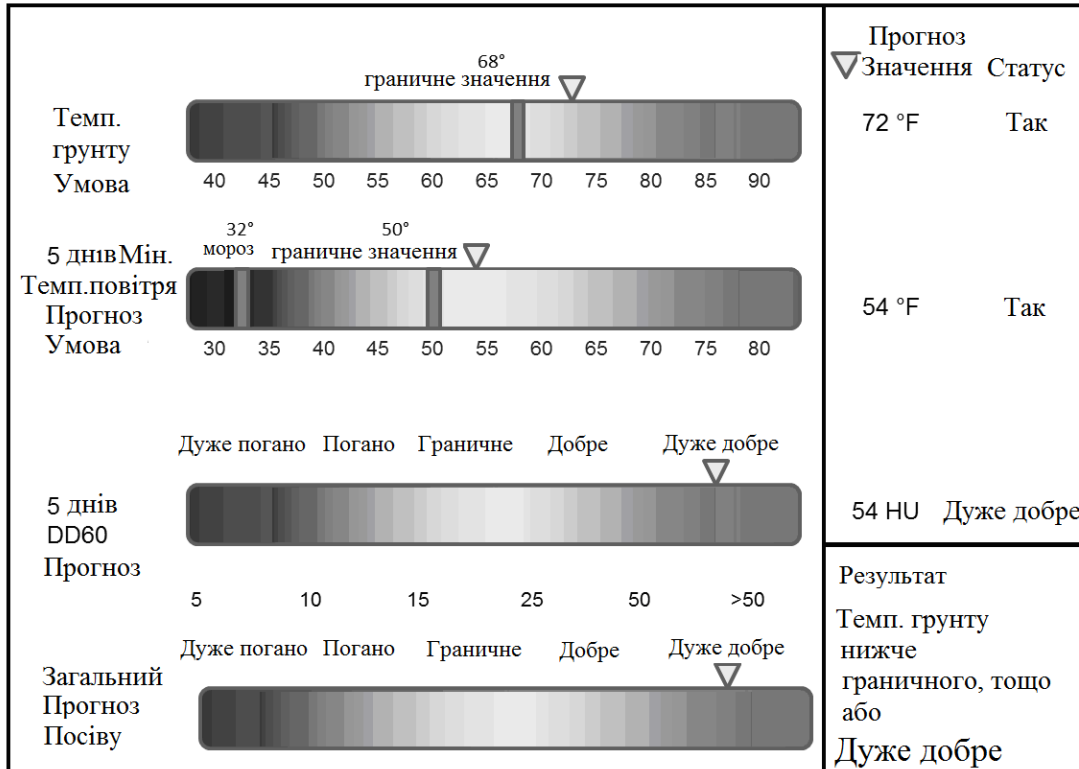 68°
граничне значення
Темп.
грунту
Умова
40 45 50 55 60 65 70 75 80 85 90
32°
мороз
50°
граничне значення
5 днів Мін.
Темп.повітря
Прогноз
Умова
30 35 40 45 50 55 60 65 70 75 80
Дуже погано Погано Граничне Добре Дуже добре
5 днів
DD60
Прогноз
5 10 15 25 50 >50
Дуже погано Погано Граничне Добре Дуже добре
Загальний
Прогноз
Посіву
Прогноз
Значення Статус
72 °F Так
54 °F Так
54 HU Дуже добре
Результат
Темп. грунту
нижче
граничного, тощо
або
Дуже добре